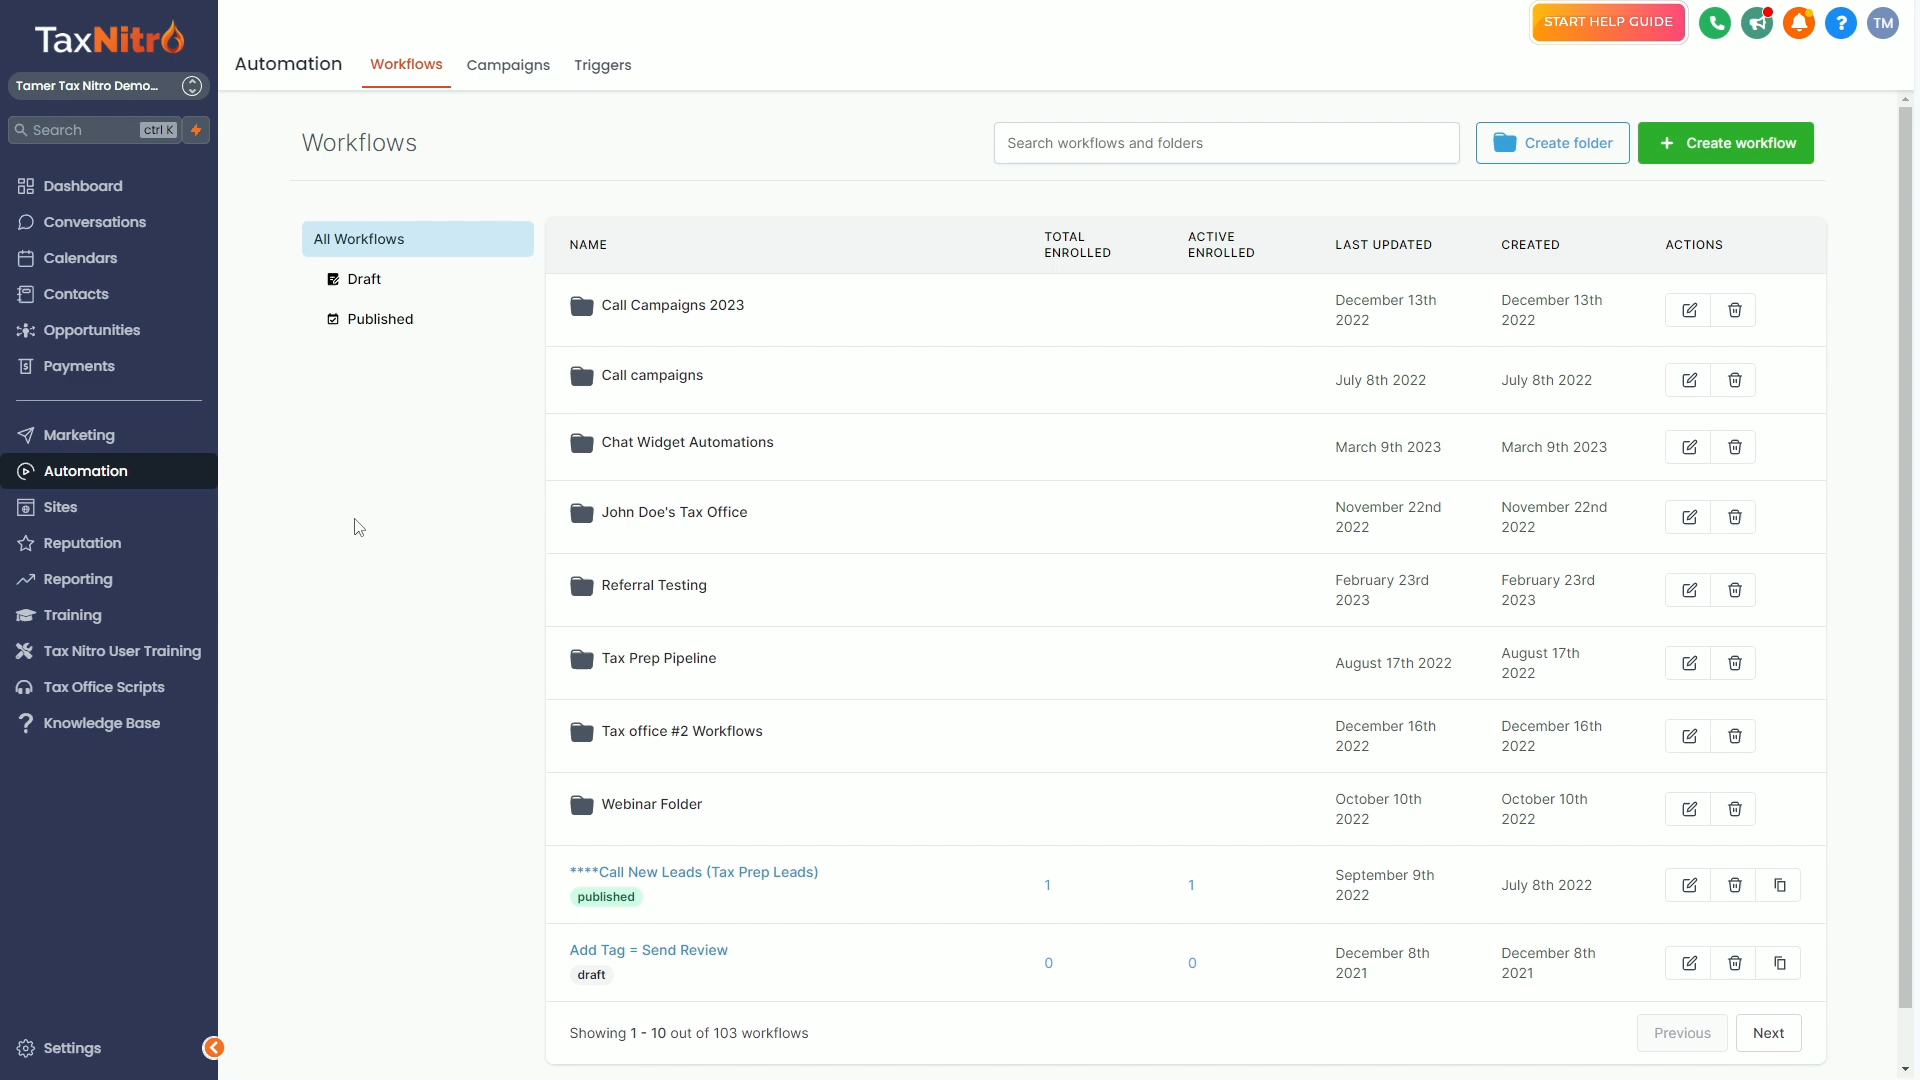 TaxNitro
Tamer Tax Nitro Demo...
Search
ctrl K
Dashboard
Conversations
Calendars
Contacts
Opportunities
Payments
Marketing
Automation
Sites
Reputation
Reporting
Training
Tax Nitro User Training
Tax Office Scripts
Knowledge Base
Settings
START HELP GUIDE
?
TM
Automation
Workflows
Campaigns
Triggers
Workflows
Search workflows and folders
Create folder
+ Create workflow
All Workflows
Draft
Published
NAME
TOTAL ENROLLED
ACTIVE ENROLLED
LAST UPDATED
CREATED
ACTIONS
Call Campaigns 2023
December 13th 2022
December 13th 2022
Call campaigns
July 8th 2022
July 8th 2022
Chat Widget Automations
March 9th 2023
March 9th 2023
John Doe's Tax Office
November 22nd 2022
November 22nd 2022
Referral Testing
February 23rd 2023
February 23rd 2023
Tax Prep Pipeline
August 17th 2022
August 17th 2022
Tax office #2 Workflows
December 16th 2022
December 16th 2022
Webinar Folder
October 10th 2022
October 10th 2022
****Call New Leads (Tax Prep Leads)
published
1
1
September 9th 2022
July 8th 2022
Add Tag = Send Review
draft
0
0
December 8th 2021
December 8th 2021
Showing 1 - 10 out of 103 workflows
Previous
Next